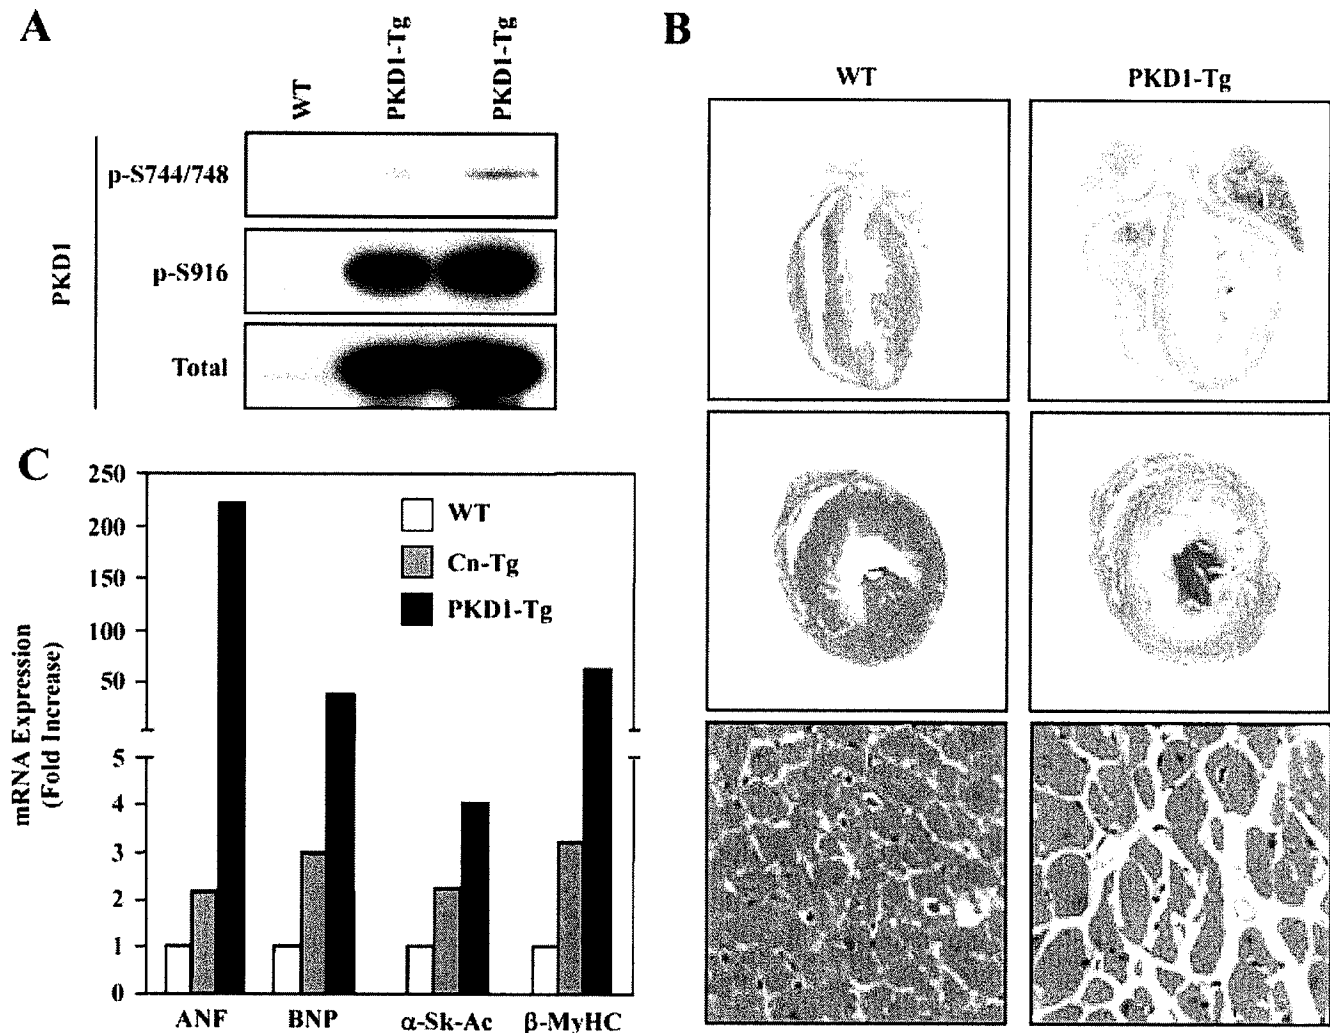 A
WT
PKD1-Tg
PKD1-Tg
PKD1
p-S744/748
p-S916
Total
B
WT
PKD1-Tg
C
mRNA Expression
(Fold Increase)
250
200
150
100
50
5
4
3
2
1
0
WT
Cn-Tg
PKD1-Tg
ANF
BNP
α-Sk-Ac
β-MyHC